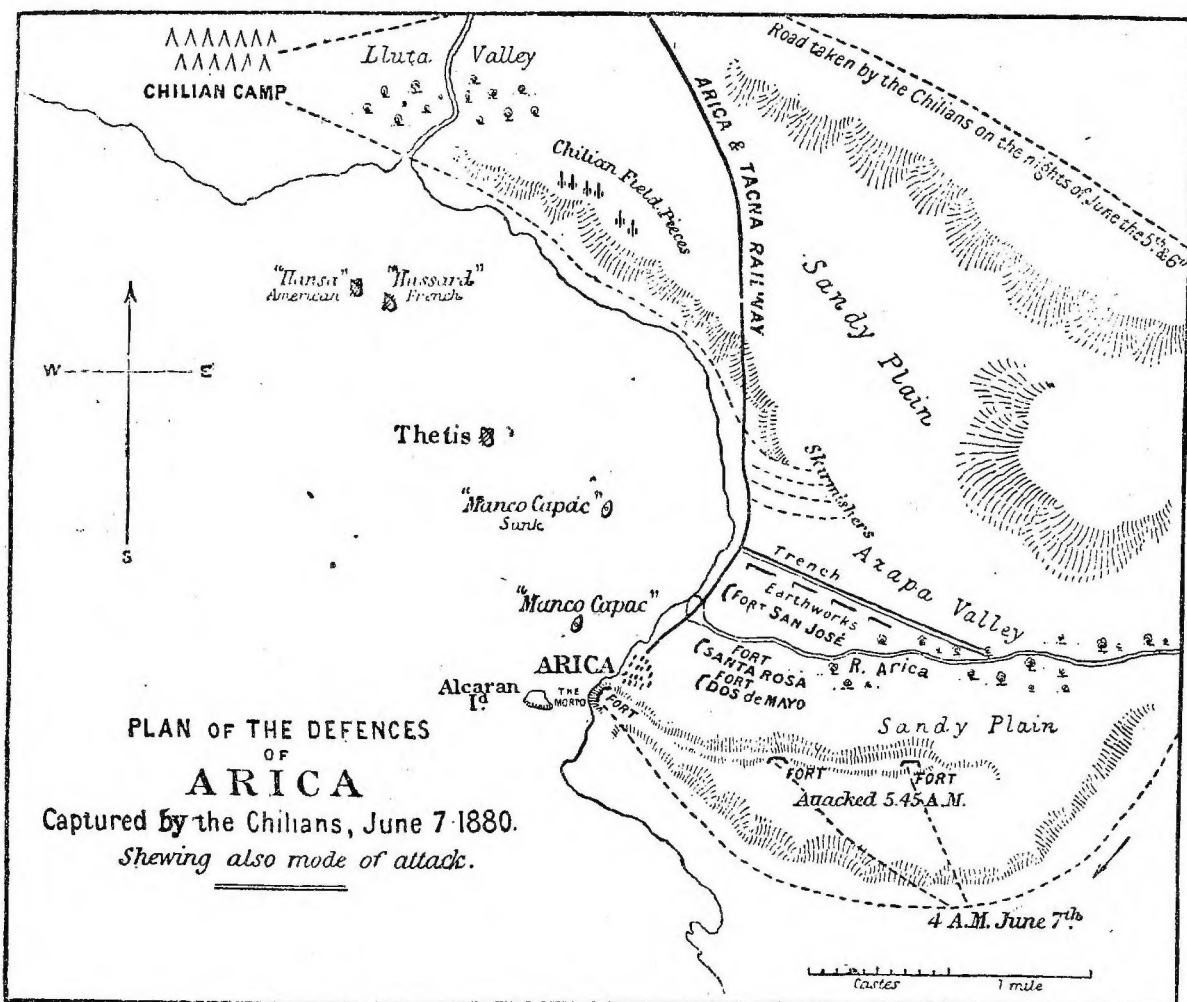 Lluta Valley
CHILIAN CAMP
Road taken by the Chilians on the nights of June the 5th & 6th
ARICA & TACNA RAILWAY
Chilian Field Pieces
"Hansa"
American
"Hussard"
French
Sandy Plain
W E
S
Thetis
"Manco Capac"
Sunk
Skirmishers
Azapa Valley
Trench
Earthworks
FORT SAN JOSÉ
"Manco Capac"
ARICA
FORT
SANTA ROSA
FORT
DOS de MAYO
R. Arica
Alcaran
Id.
THE
MORRO
FORT
Sandy Plain
FORT
FORT
Attacked 5.45 A.M.
PLAN OF THE DEFENCES
OF
ARICA
Captured by the Chilians, June 7 1880.
Shewing also mode of attack.
4 A.M. June 7th.
1 mile